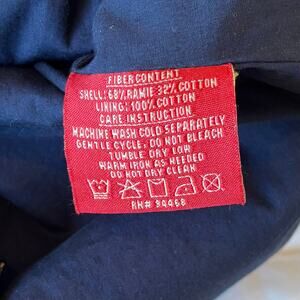 FIBER CONTENT
SHELL: 68% RAMIE 32% COTTON
LINING: 100% COTTON
CARE INSTRUCTION
MACHINE WASH COLD SEPARATELY
GENTLE CYCLE, DO NOT BLEACH
TUMBLE DRY LOW
WARM IRON AS NEEDED
DO NOT DRY CLEAN
RN# 94468